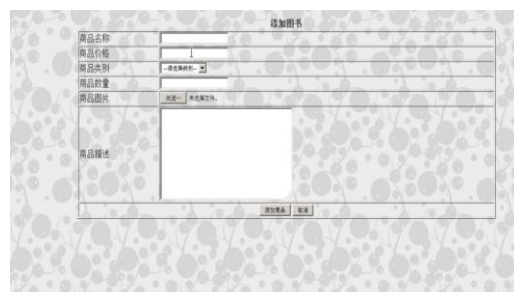 添加图书
商品名称
商品价格
商品类别 --请选择类别--
商品数量
商品图片 浏览… 未选择文件。
商品描述
添加商品 取消